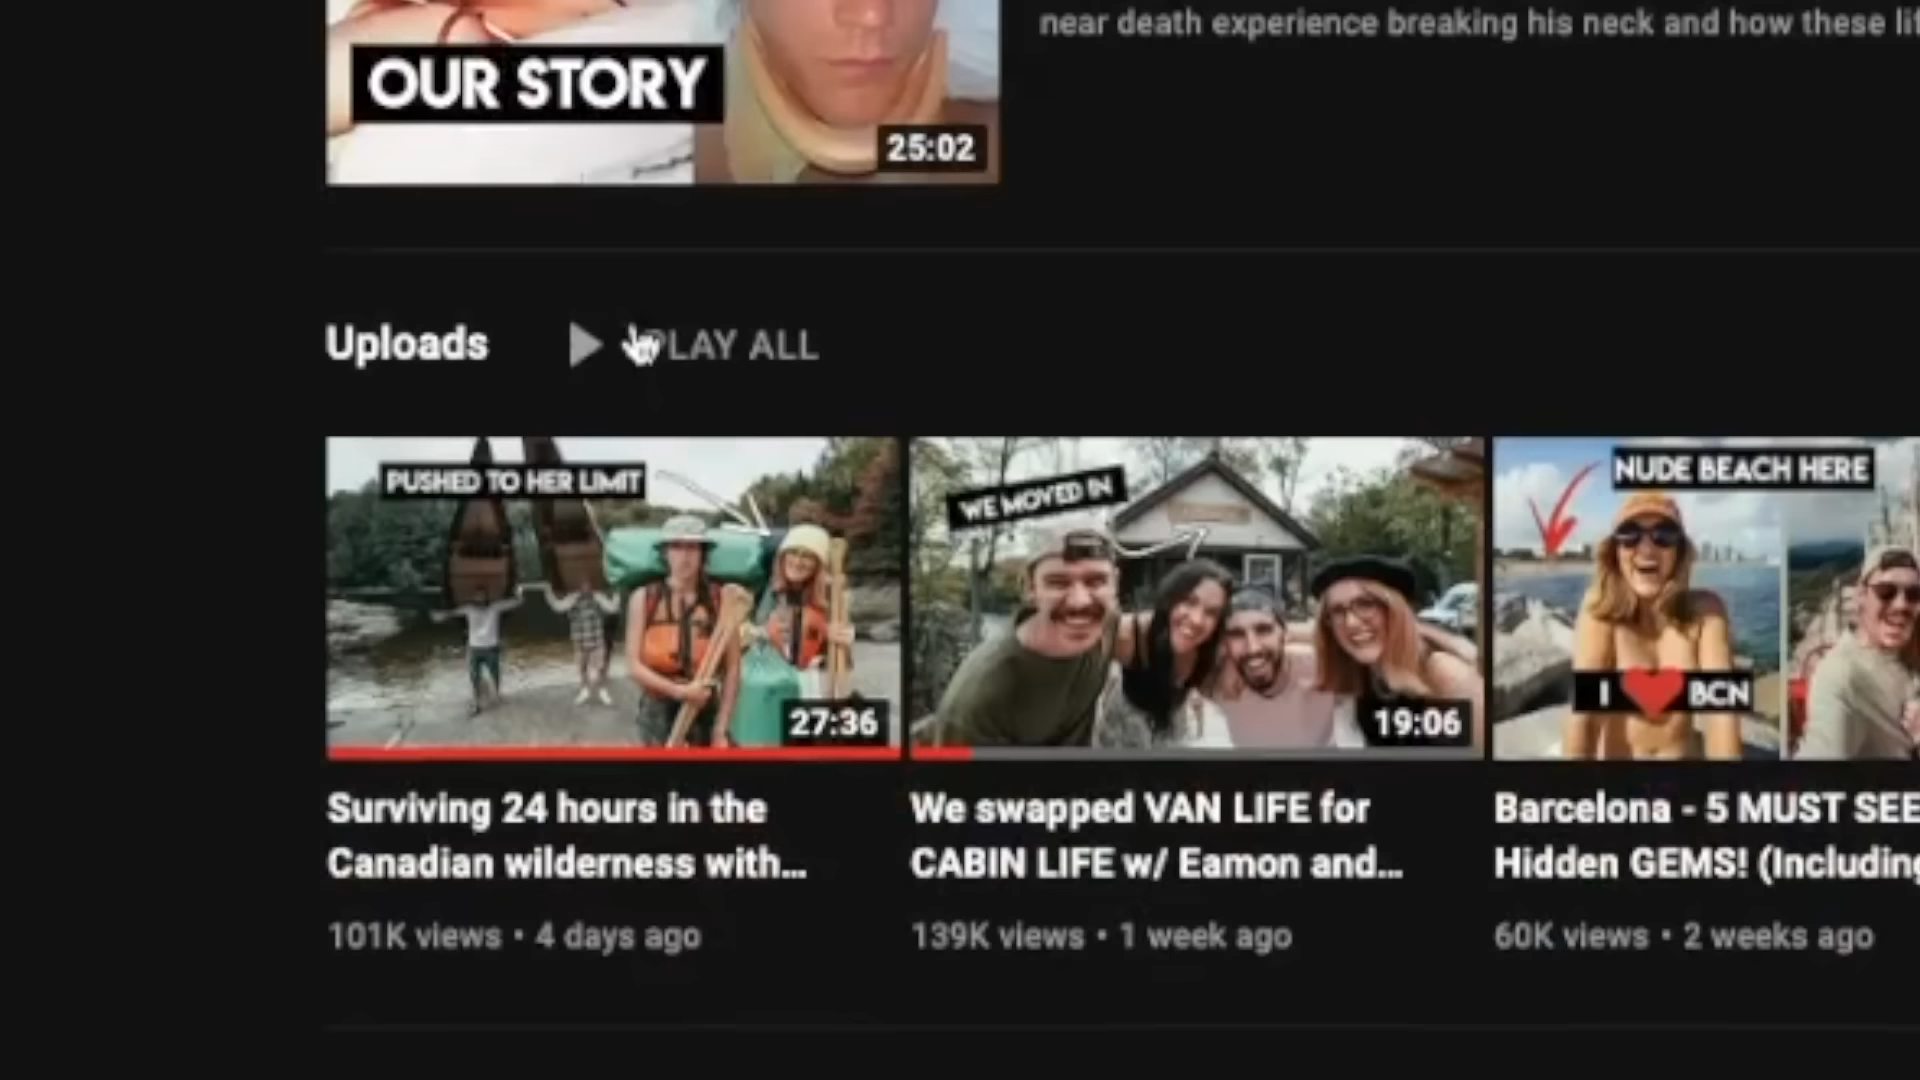 near death experience breaking his neck and how these
OUR STORY
25:02
Uploads
PLAY ALL
PUSHED TO HER LIMIT
27:36
WE MOVED IN
19:06
NUDE BEACH HERE
I ❤ BCN
Surviving 24 hours in the
Canadian wilderness with...
101K views • 4 days ago
We swapped VAN LIFE for
CABIN LIFE w/ Eamon and...
139K views • 1 week ago
Barcelona - 5 MUST SEE
Hidden GEMS! (Including
60K views • 2 weeks ago